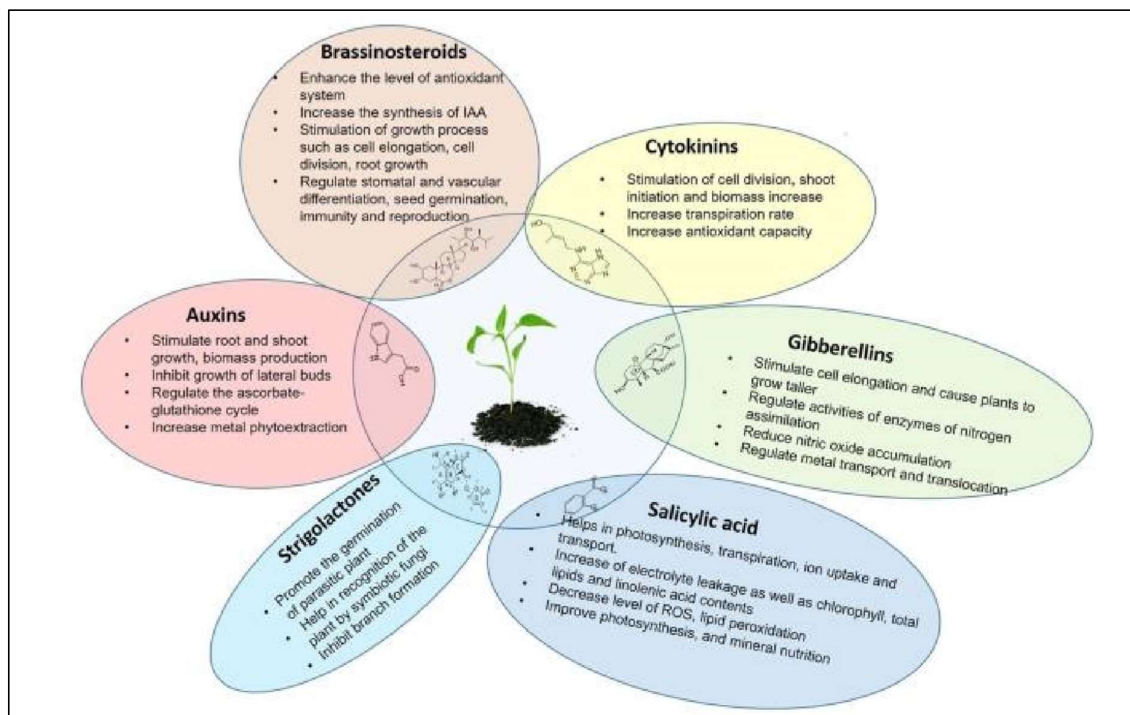 Brassinosteroids
• Enhance the level of antioxidant
system
• Increase the synthesis of IAA
• Stimulation of growth process
such as cell elongation, cell
division, root growth
• Regulate stomatal and vascular
differentiation, seed germination,
immunity and reproduction
Cytokinins
• Stimulation of cell division, shoot
initiation and biomass increase
• Increase transpiration rate
• Increase antioxidant capacity
Auxins
• Stimulate root and shoot
growth, biomass production
• Inhibit growth of lateral buds
• Regulate the ascorbate-
glutathione cycle
• Increase metal phytoextraction
Gibberellins
• Stimulate cell elongation and cause plants to
grow taller
• Regulate activities of enzymes of nitrogen
assimilation
• Reduce nitric oxide accumulation
• Regulate metal transport and translocation
Strigolactones
• Promote the germination
of parasitic plant
• Help in recognition of the
plant by symbiotic fungi
• Inhibit branch formation
Salicylic acid
• Helps in photosynthesis, transpiration, ion uptake and
transport.
• Increase of electrolyte leakage as well as chlorophyll, total
lipids and linolenic acid contents
• Decrease level of ROS, lipid peroxidation
• Improve photosynthesis, and mineral nutrition